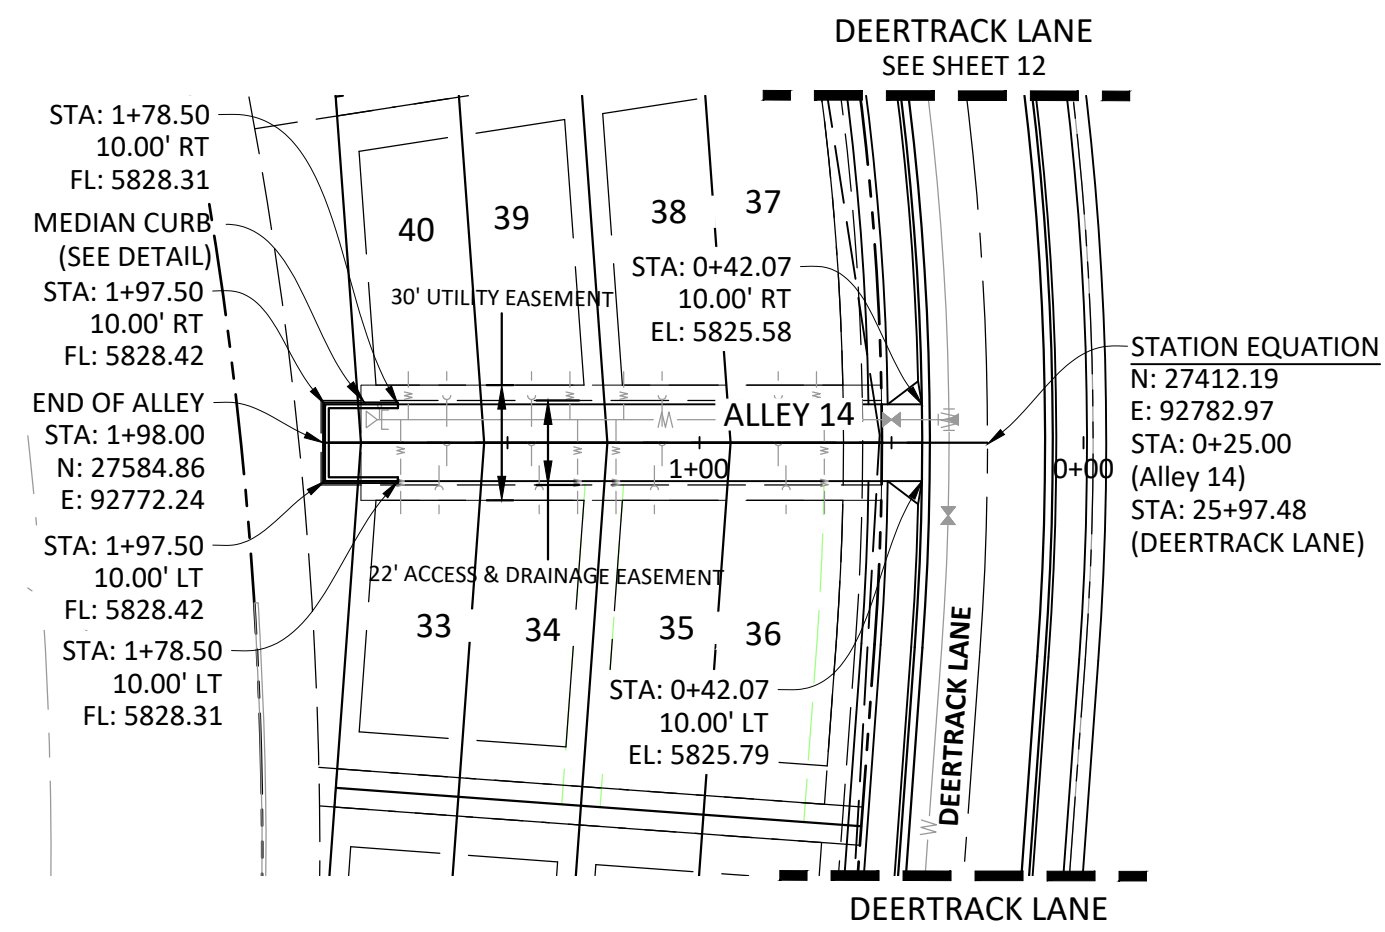 DEERTRACK LANE
SEE SHEET 12
STA: 1+78.50
10.00' RT
FL: 5828.31
MEDIAN CURB
(SEE DETAIL)
STA: 1+97.50
10.00' RT
FL: 5828.42
END OF ALLEY
STA: 1+98.00
N: 27584.86
E: 92772.24
STA: 1+97.50
10.00' LT
FL: 5828.42
STA: 1+78.50
10.00' LT
FL: 5828.31
40
39
38
37
30' UTILITY EASEMENT
STA: 0+42.07
10.00' RT
EL: 5825.58
ALLEY 14
1+00
0+00
22' ACCESS & DRAINAGE EASEMENT
33
34
35
36
STA: 0+42.07
10.00' LT
EL: 5825.79
STATION EQUATION
N: 27412.19
E: 92782.97
STA: 0+25.00
(Alley 14)
STA: 25+97.48
(DEERTRACK LANE)
DEERTRACK LANE
W
DEERTRACK LANE